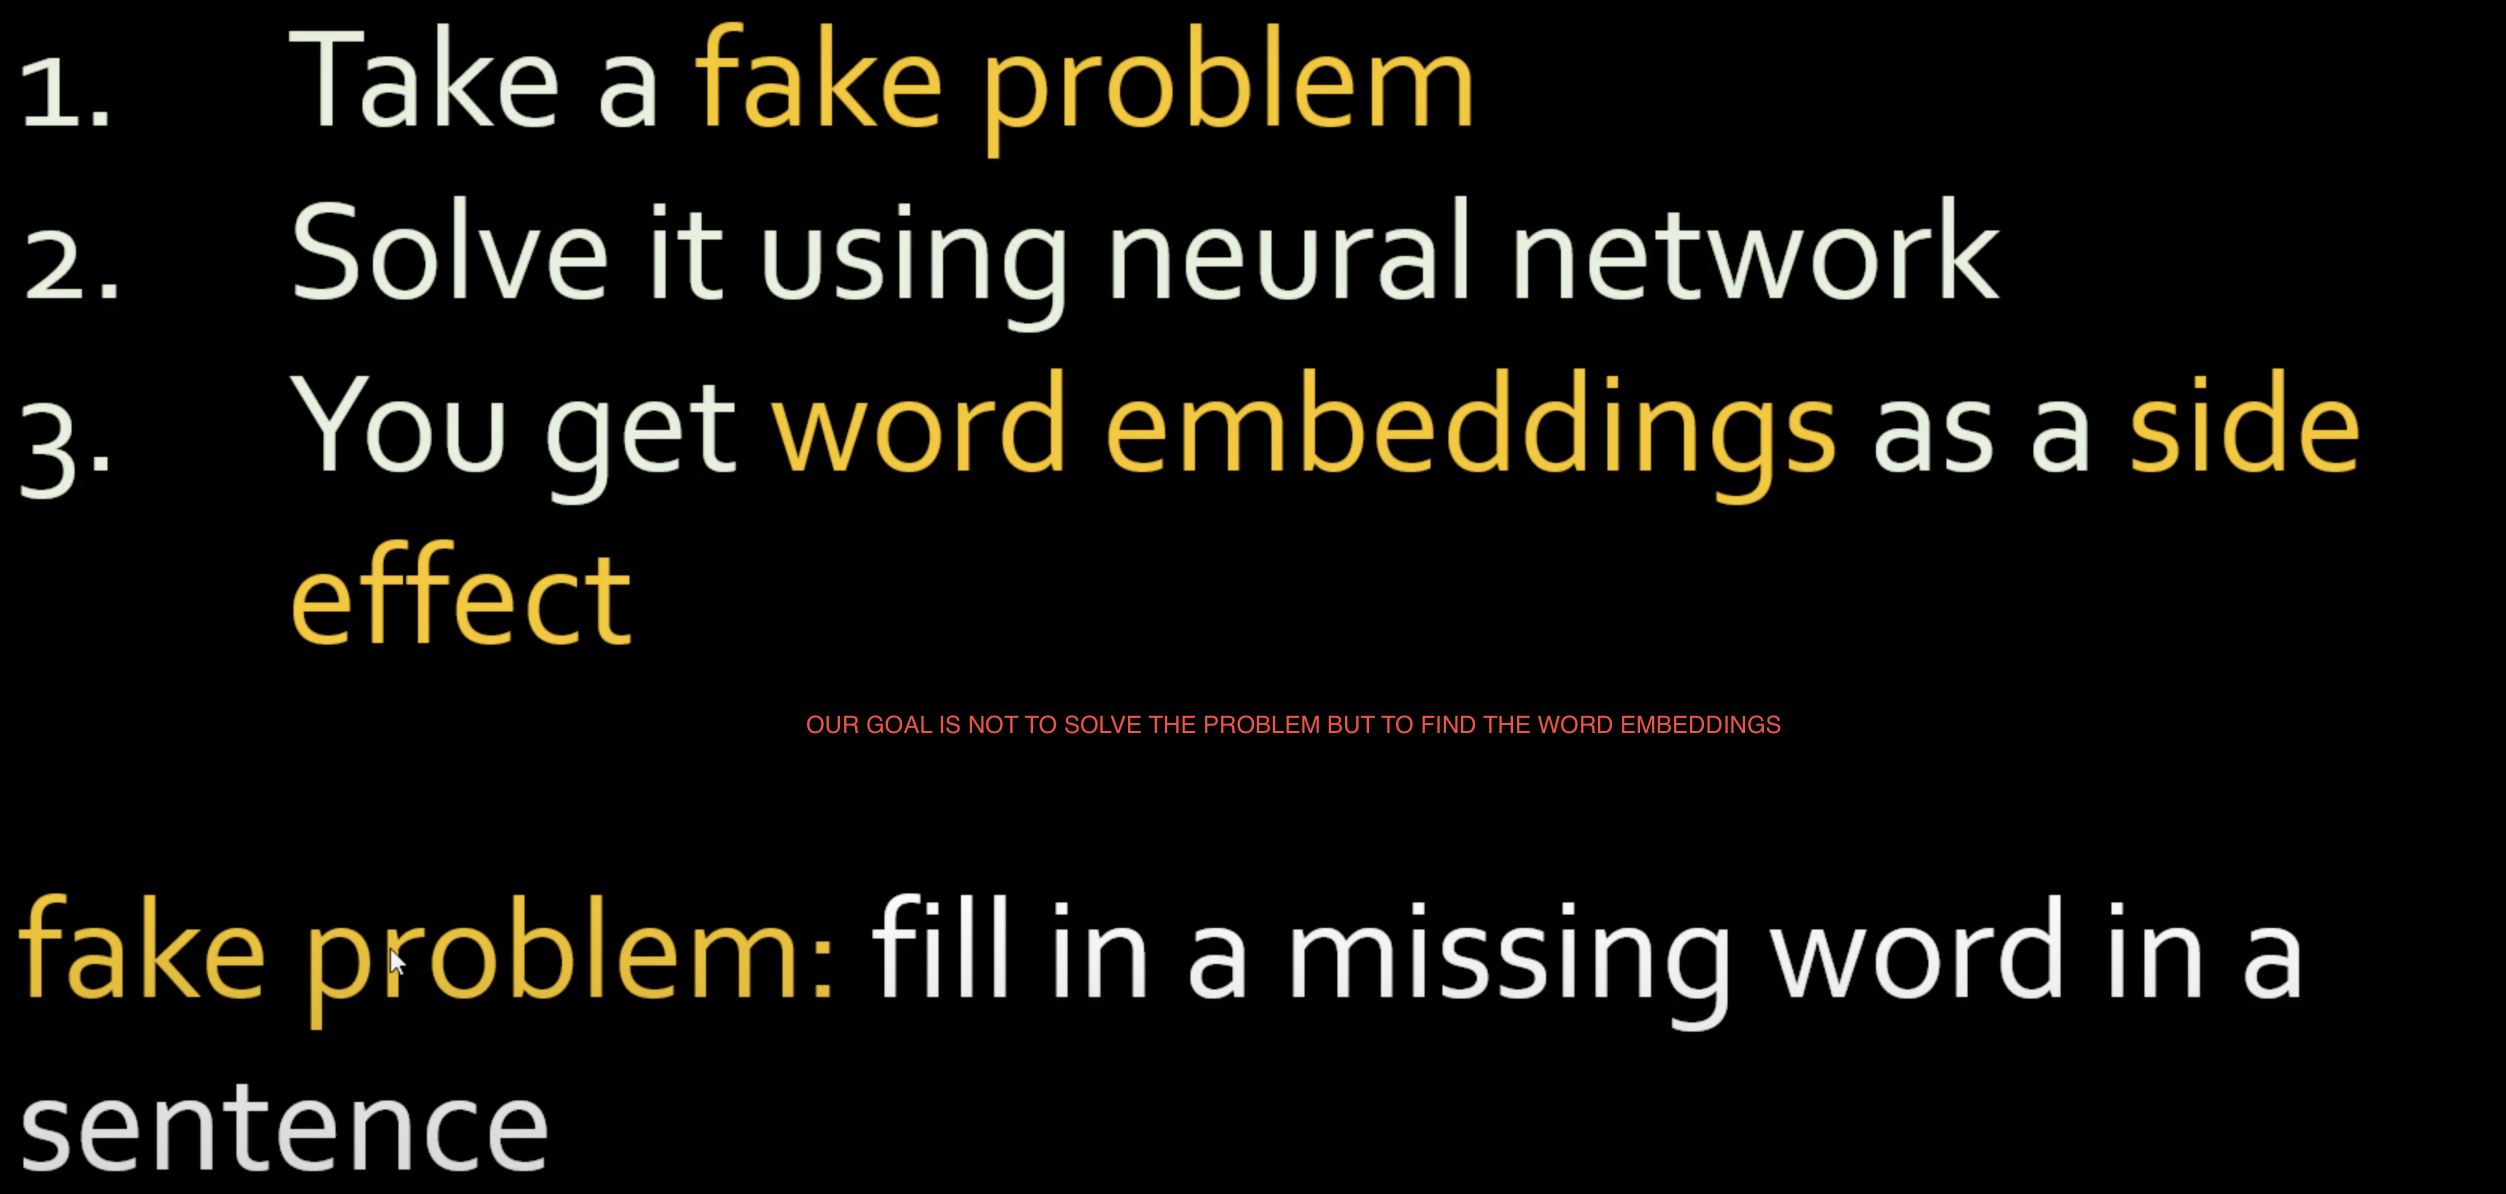 1. Take a fake problem
2. Solve it using neural network
3. You get word embeddings as a side
effect
OUR GOAL IS NOT TO SOLVE THE PROBLEM BUT TO FIND THE WORD EMBEDDINGS
fake problem: fill in a missing word in a
sentence